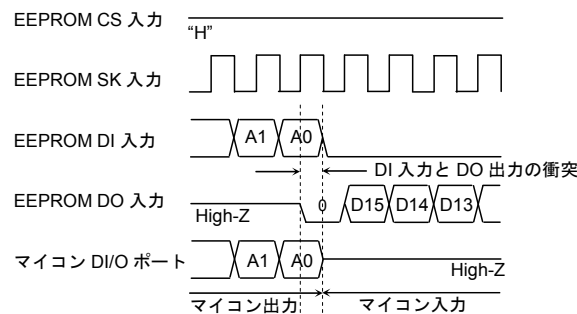 EEPROM CS 入力
“H”
EEPROM SK 入力
EEPROM DI 入力
A1 A0
DI 入力と DO 出力の衝突
EEPROM DO 入力
High-Z
0 D15 D14 D13
マイコン DI/O ポート
A1 A0
High-Z
マイコン出力 マイコン入力